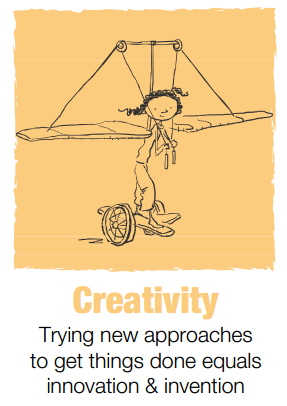 Creativity
Trying new approaches
to get things done equals
innovation & invention